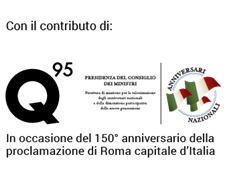 Con il contributo di:
Q 95
PRESIDENZA DEL CONSIGLIO
DEI MINISTRI
Struttura di missione per la valorizzazione
degli anniversari nazionali
e della dimensione partecipativa
delle nuove generazioni
ANNIVERSARI
NAZIONALI
In occasione del 150° anniversario della
proclamazione di Roma capitale d'Italia